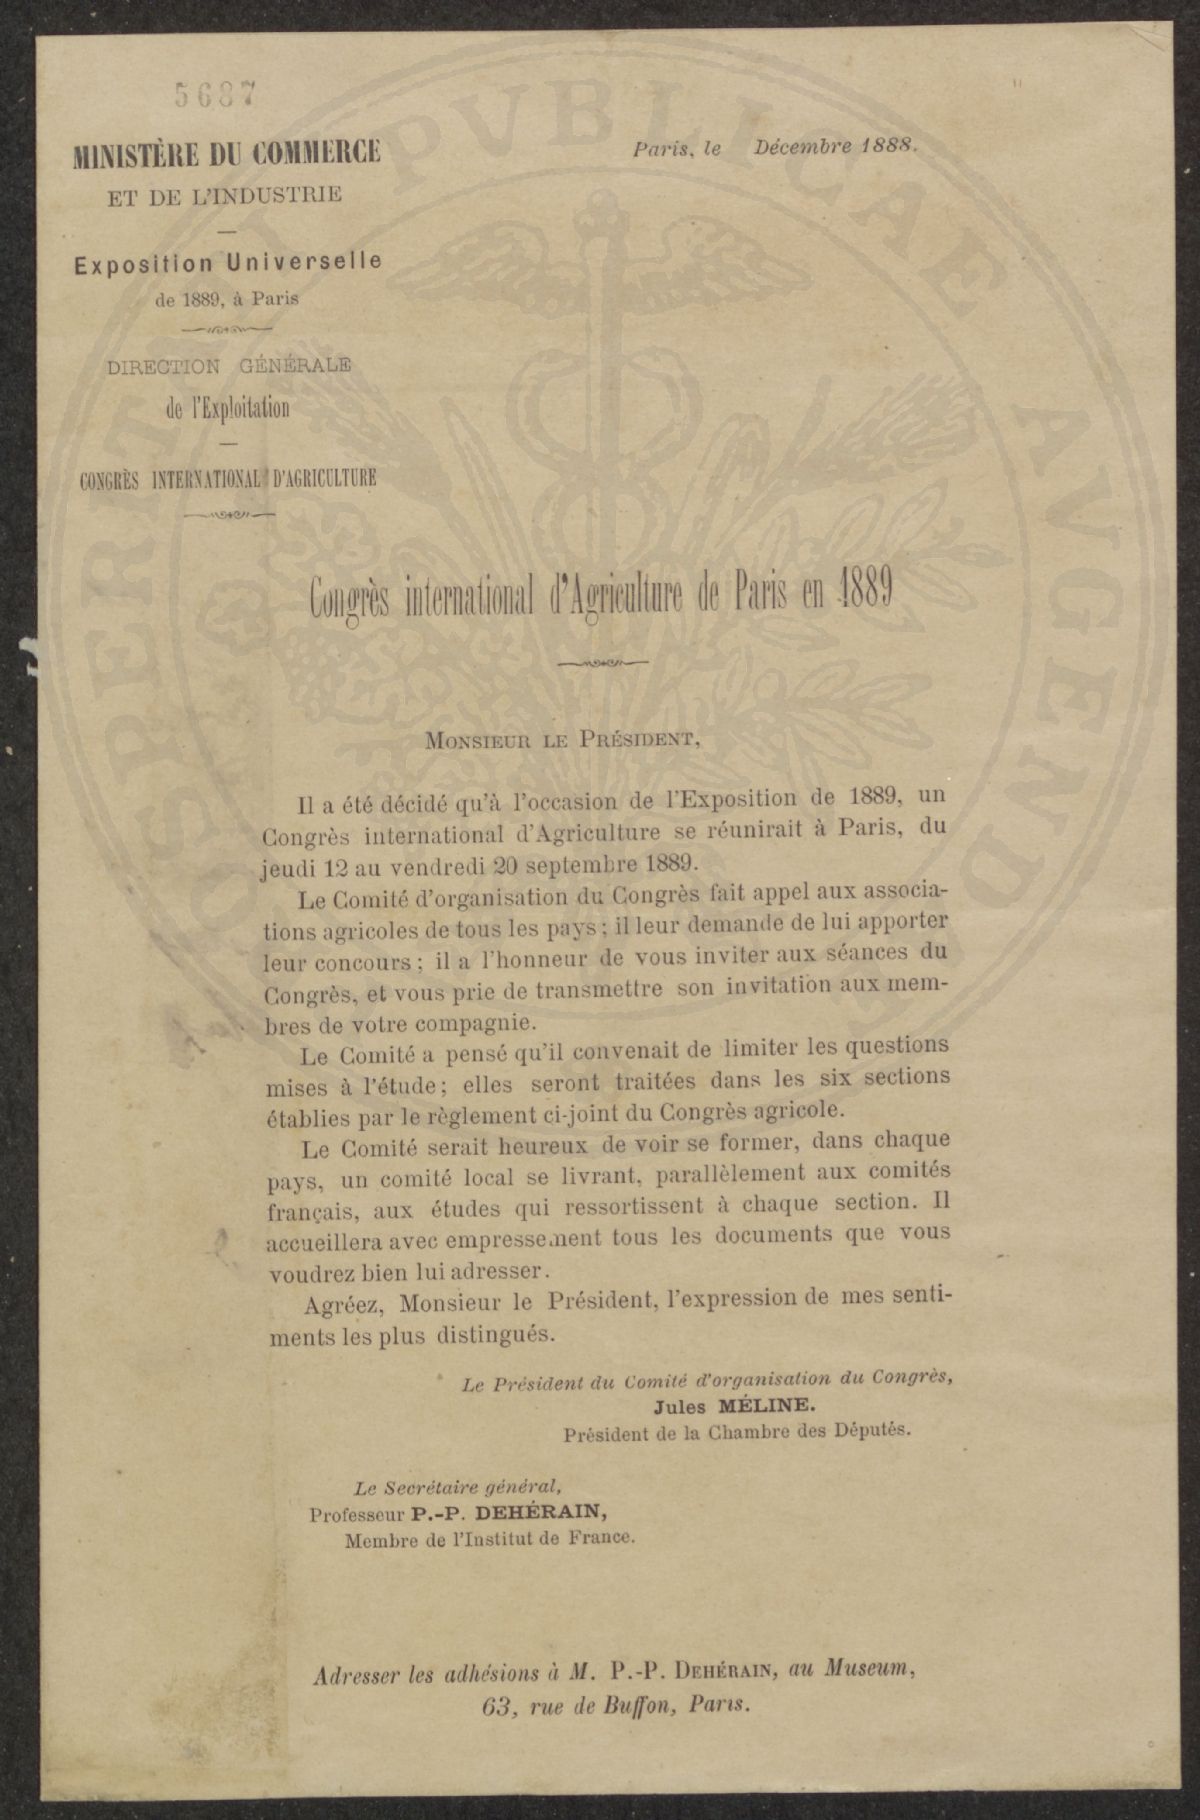 5687
MINISTÈRE DU COMMERCE
ET DE L'INDUSTRIE
Exposition Universelle
de 1889, à Paris
DIRECTION GÉNÉRALE
de l'Exploitation
CONGRÈS INTERNATIONAL D'AGRICULTURE
Paris, le Décembre 1888.
Congrès international d'Agriculture de Paris en 1889
MONSIEUR LE PRÉSIDENT,
Il a été décidé qu'à l'occasion de l'Exposition de 1889, un
Congrès international d'Agriculture se réunirait à Paris, du
jeudi 12 au vendredi 20 septembre 1889.
Le Comité d'organisation du Congrès fait appel aux associa-
tions agricoles de tous les pays; il leur demande de lui apporter
leur concours; il a l'honneur de vous inviter aux séances du
Congrès, et vous prie de transmettre son invitation aux mem-
bres de votre compagnie.
Le Comité a pensé qu'il convenait de limiter les questions
mises à l'étude; elles seront traitées dans les six sections
établies par le règlement ci-joint du Congrès agricole.
Le Comité serait heureux de voir se former, dans chaque
pays, un comité local se livrant, parallèlement aux comités
français, aux études qui ressortissent à chaque section. Il
accueillera avec empressement tous les documents que vous
voudrez bien lui adresser.
Agréez, Monsieur le Président, l'expression de mes senti-
ments les plus distingués.
Le Président du Comité d'organisation du Congrès,
Jules MÉLINE.
Président de la Chambre des Députés.
Le Secrétaire général,
Professeur P.-P. DEHÉRAIN,
Membre de l'Institut de France.
Adresser les adhésions à M. P.-P. DEHÉRAIN, au Museum,
63, rue de Buffon, Paris.